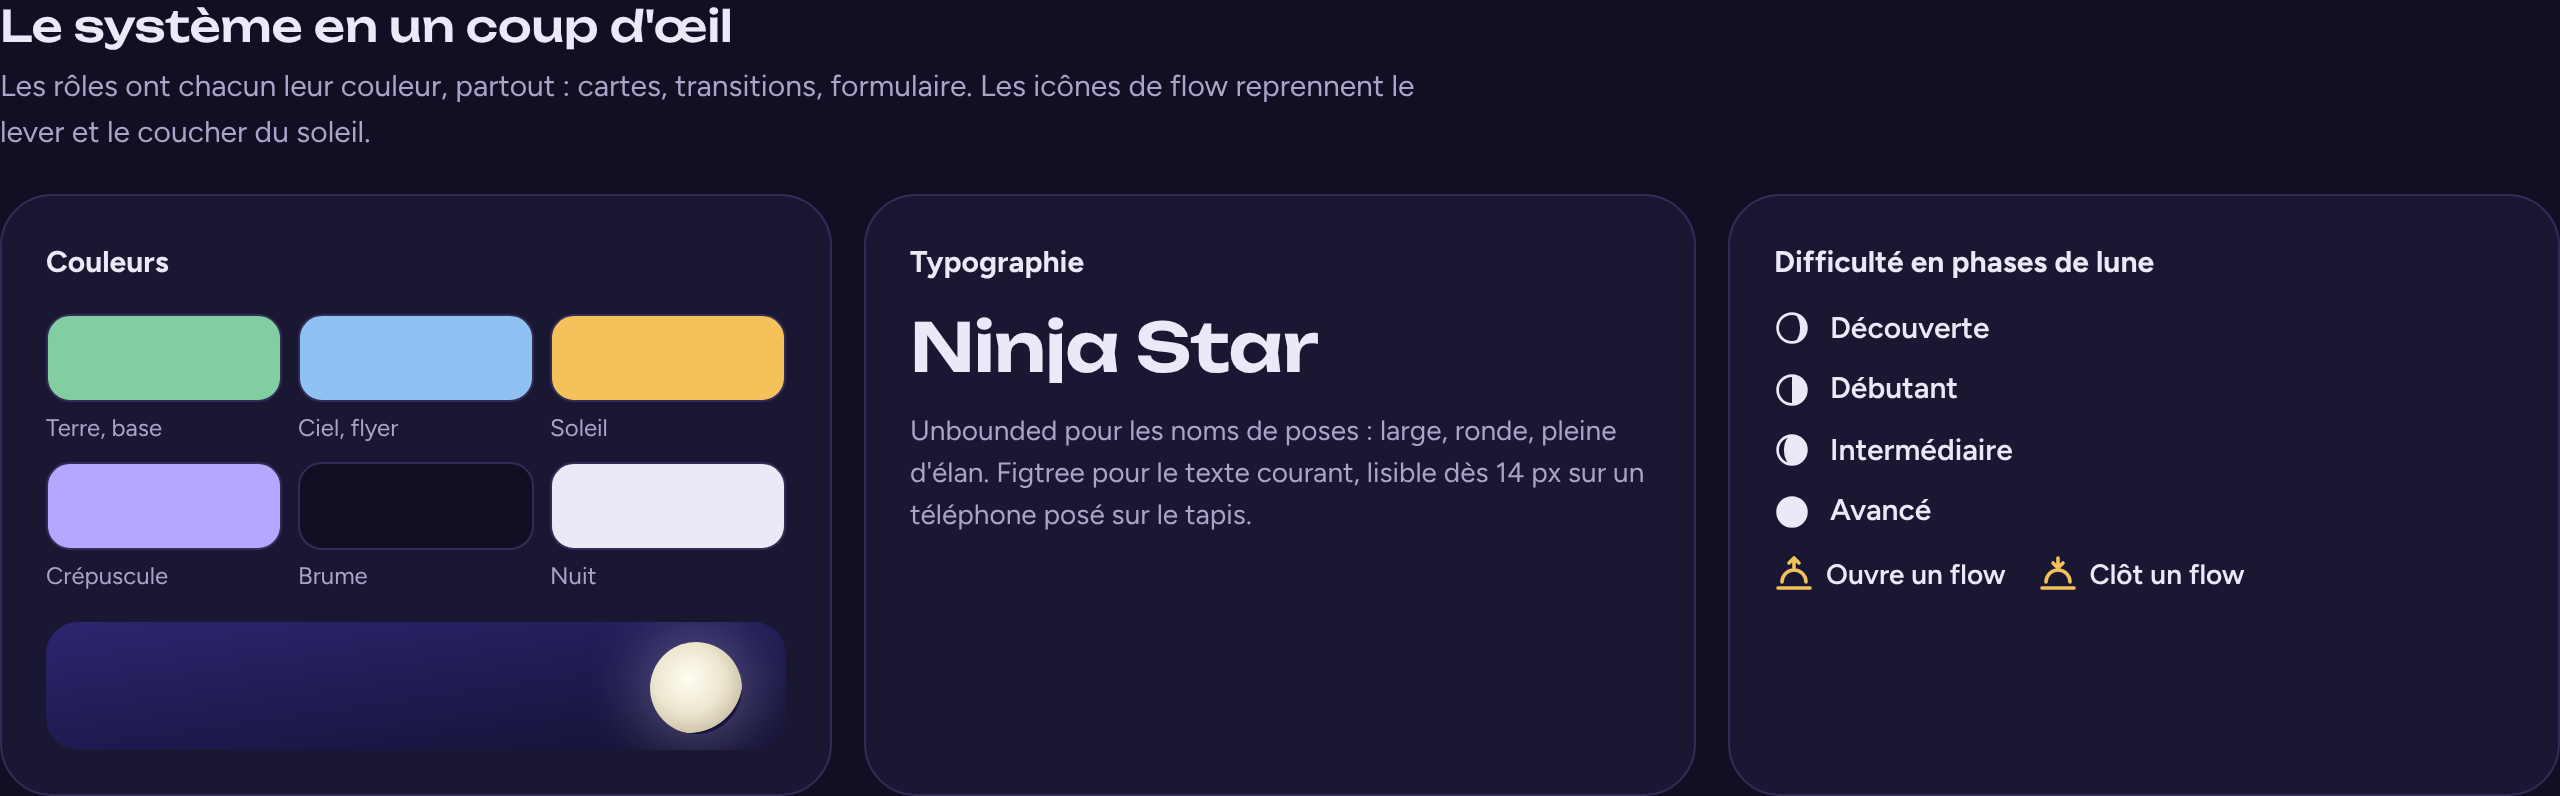 Le système en un coup d'œil
Les rôles ont chacun leur couleur, partout : cartes, transitions, formulaire. Les icônes de flow reprennent le
lever et le coucher du soleil.
Couleurs
Terre, base
Ciel, flyer
Soleil
Crépuscule
Brume
Nuit
Typographie
Ninja Star
Unbounded pour les noms de poses : large, ronde, pleine
d'élan. Figtree pour le texte courant, lisible dès 14 px sur un
téléphone posé sur le tapis.
Difficulté en phases de lune
Découverte
Débutant
Intermédiaire
Avancé
Ouvre un flow
Clôt un flow